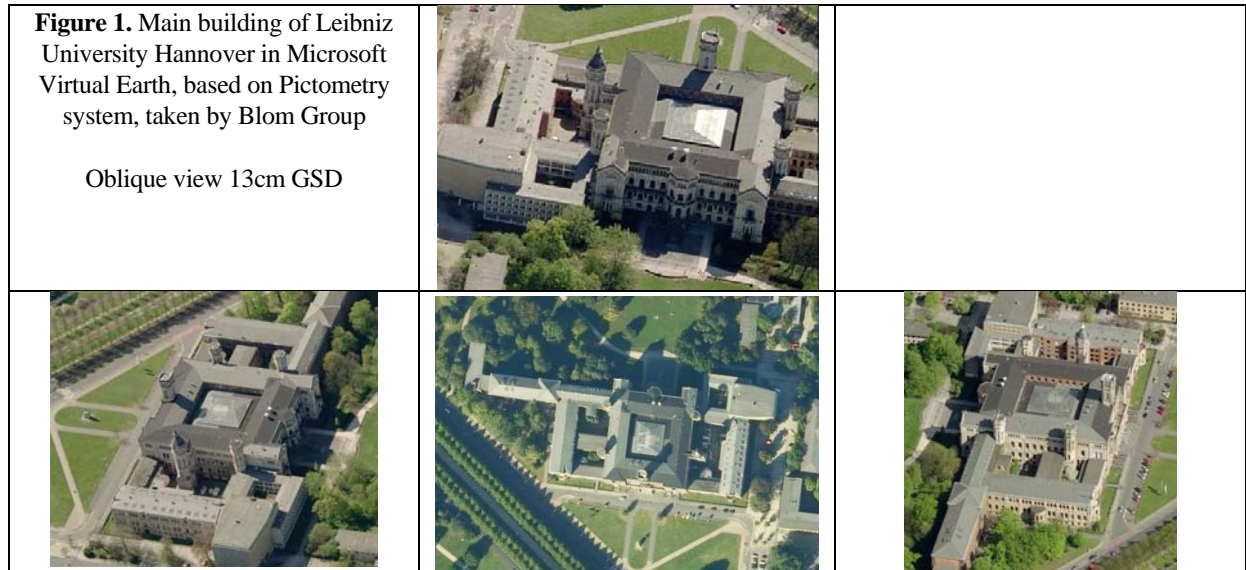 Figure 1. Main building of Leibniz
University Hannover in Microsoft
Virtual Earth, based on Pictometry
system, taken by Blom Group
Oblique view 13cm GSD